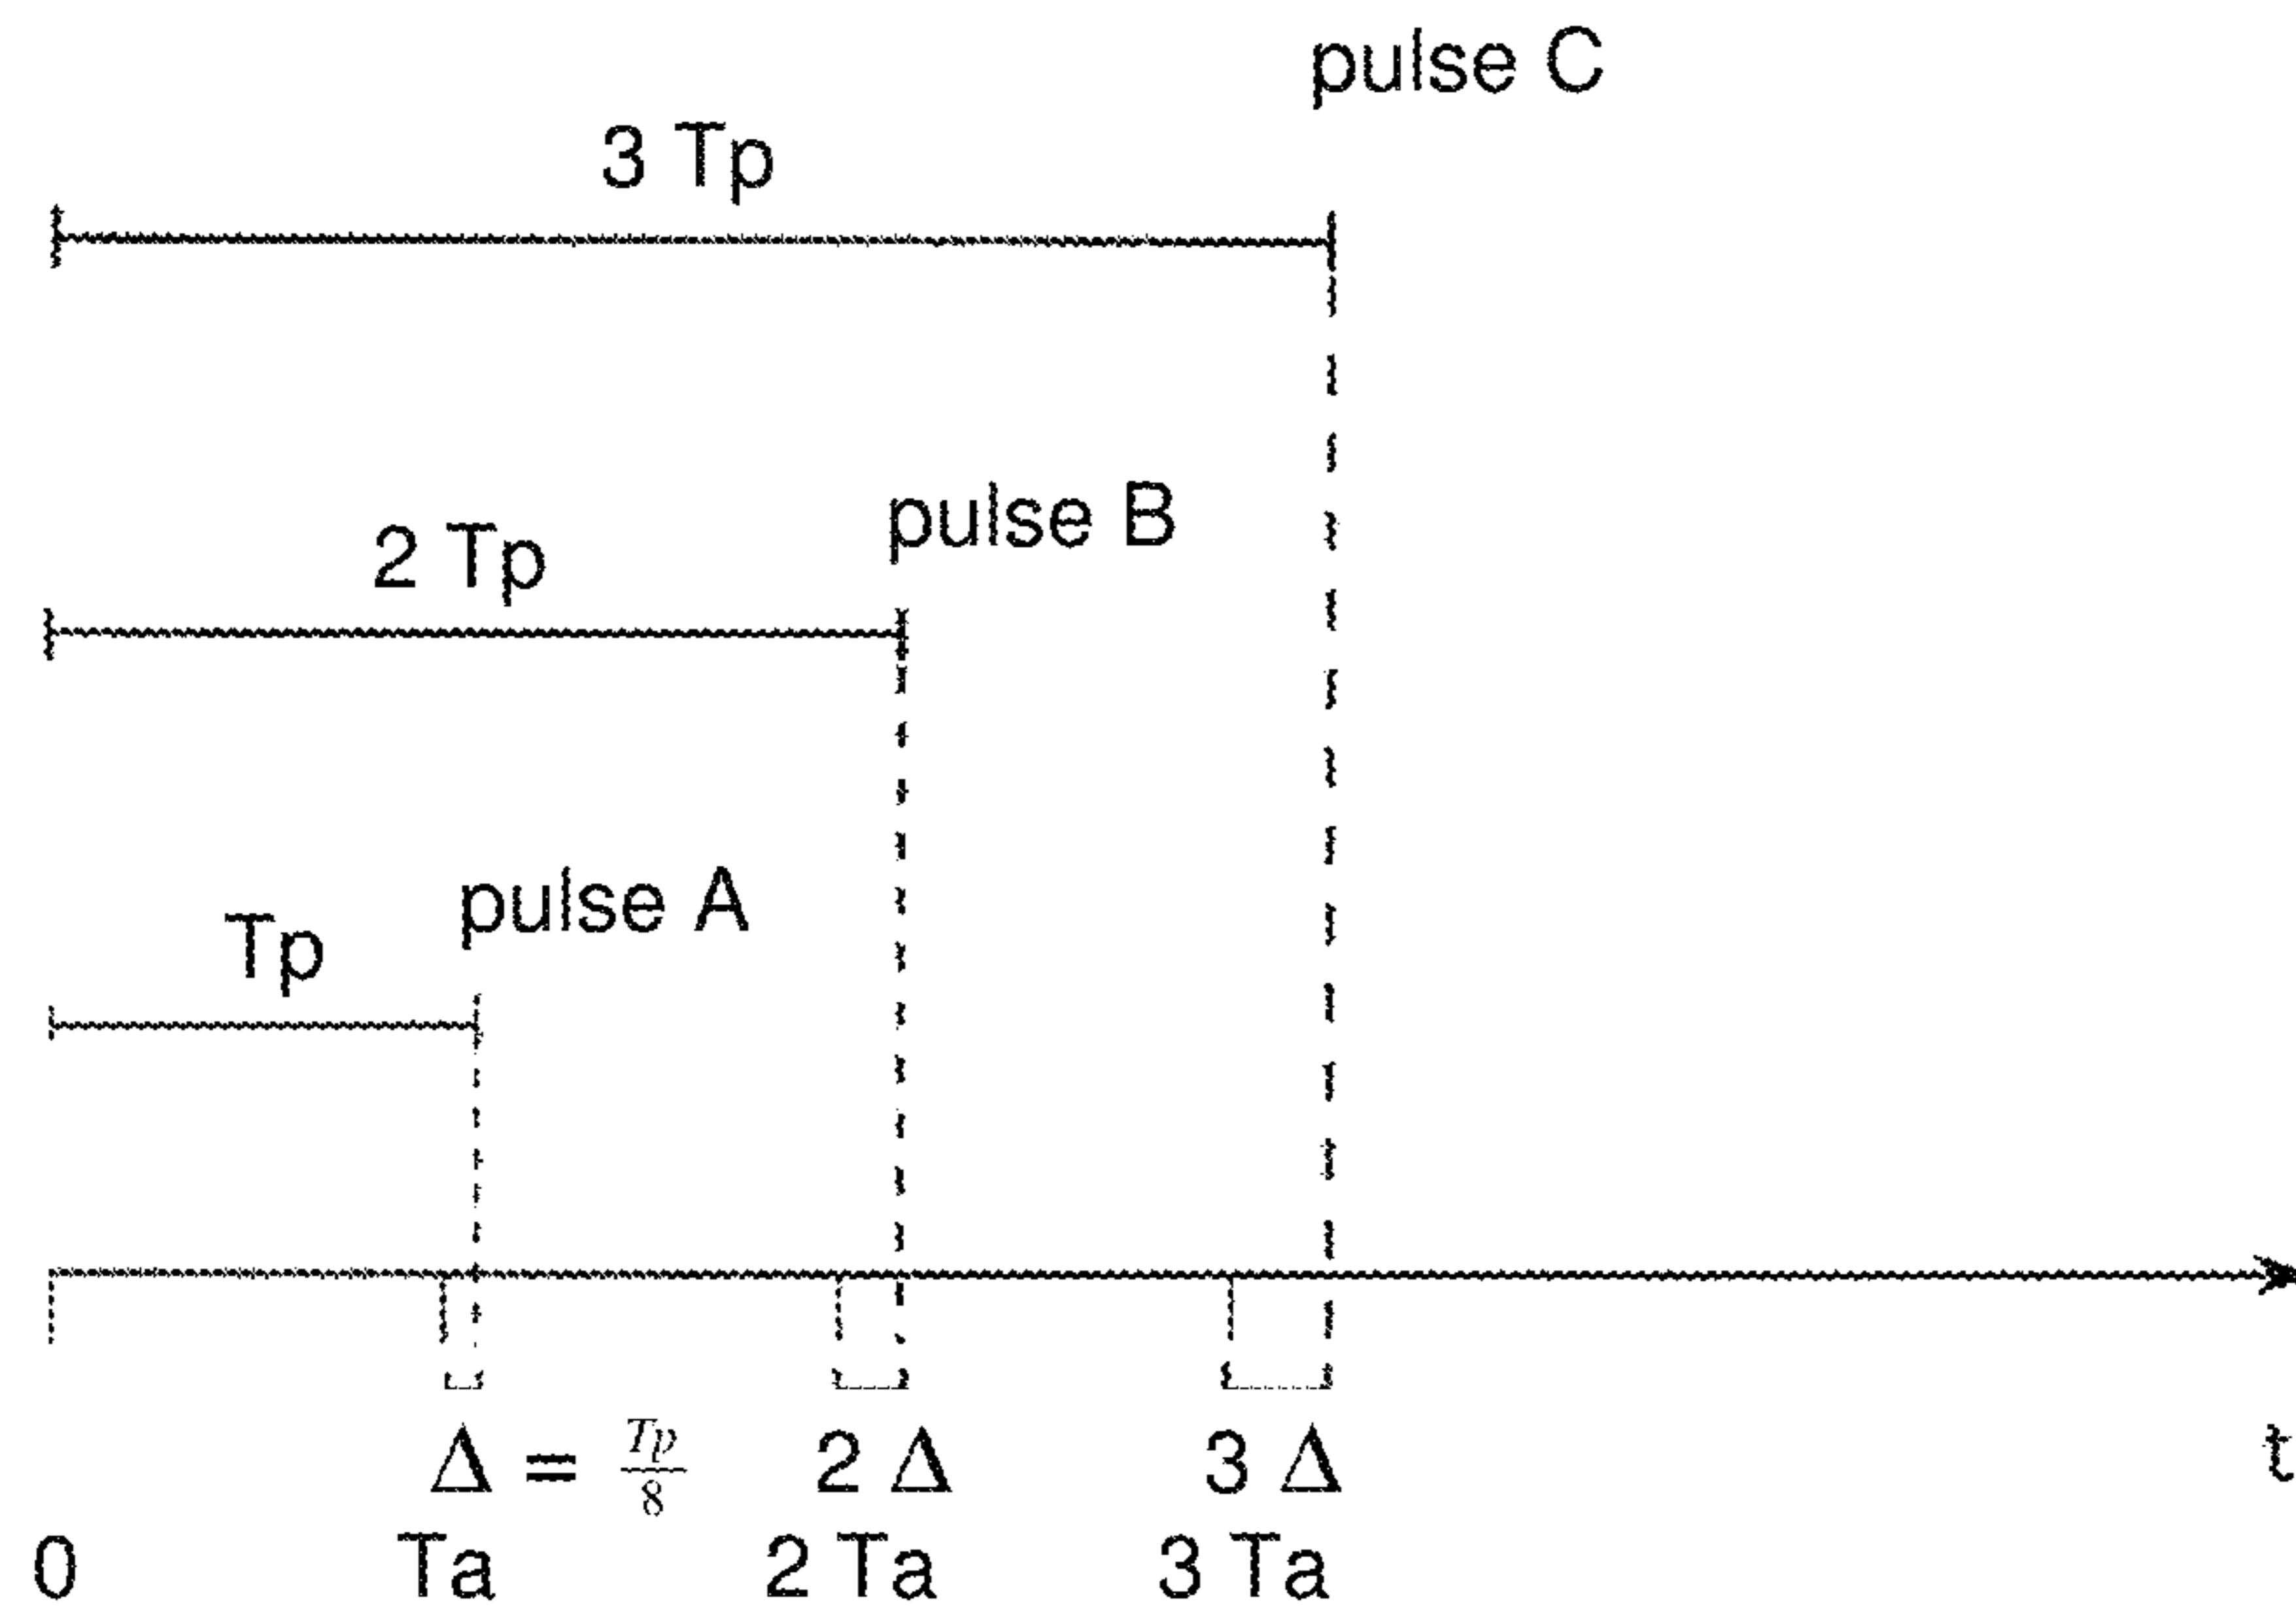 pulse C
3 Tp
pulse B
2 Tp
pulse A
Tp
Δ = Tp/8 2 Δ 3 Δ t
0 Ta 2 Ta 3 Ta